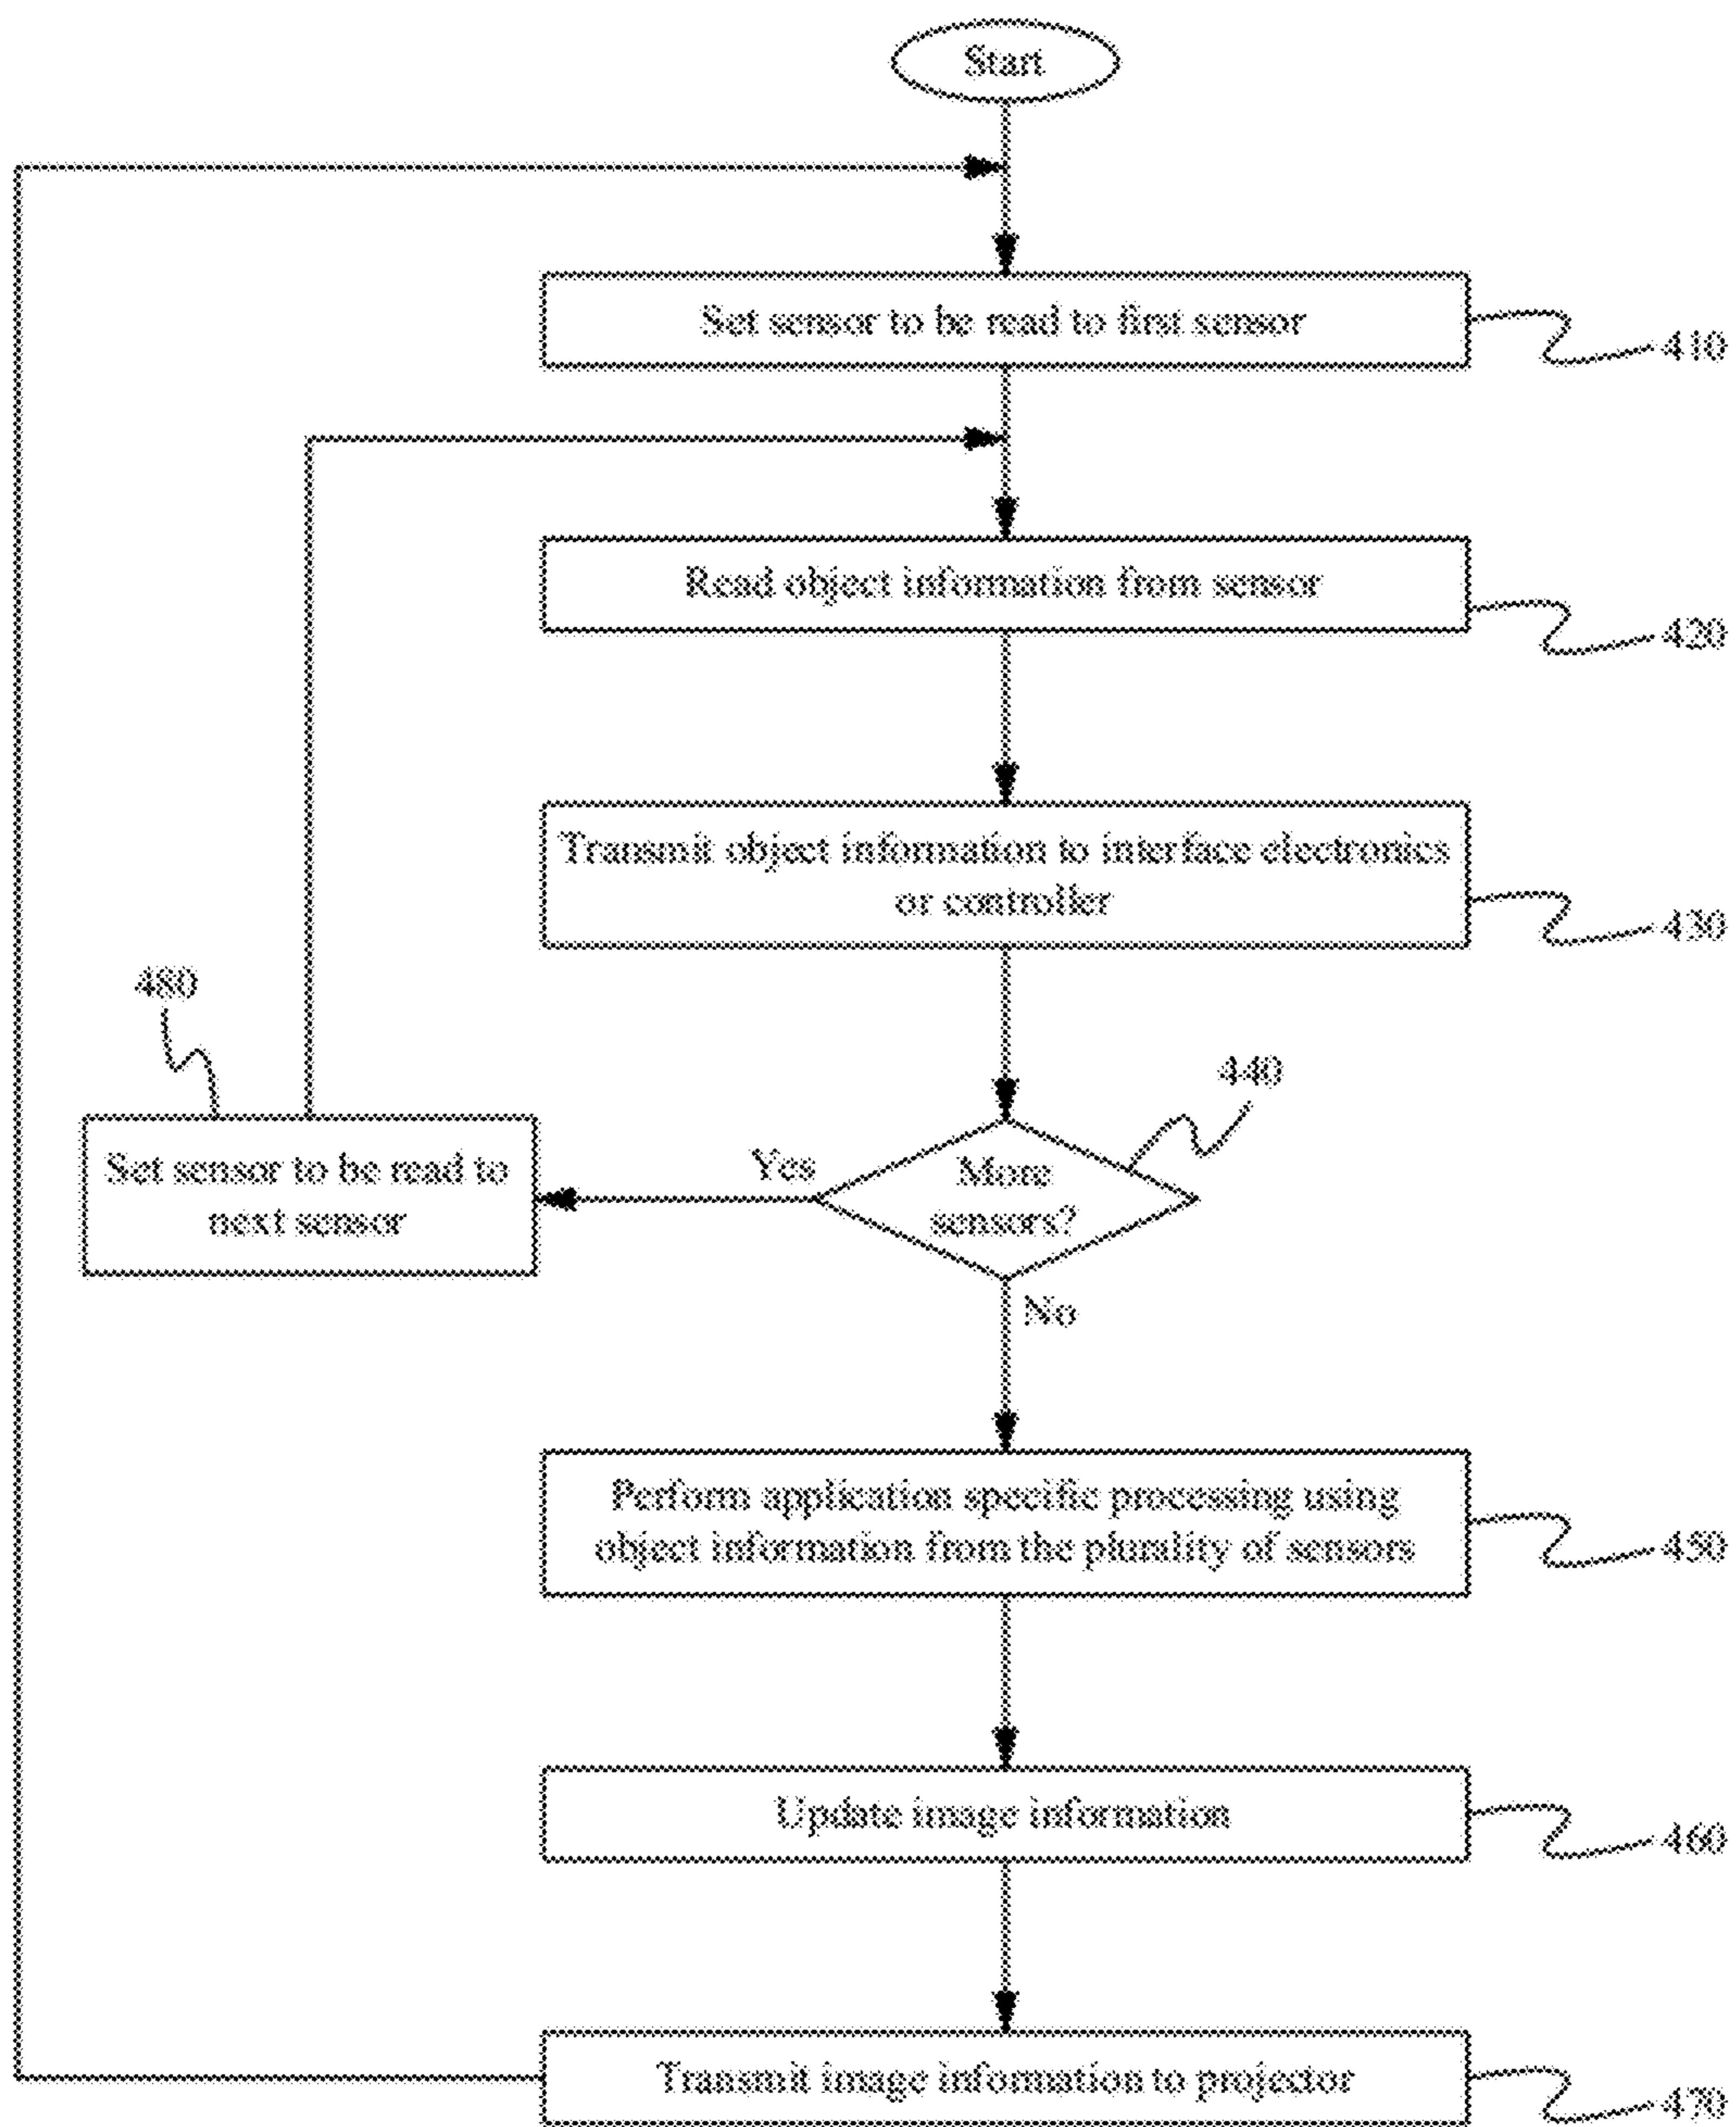 Start
Set sensor to be read to first sensor
410
Read object information from sensor
420
Transmit object information to interface electronics
or controller
430
480
440
Set sensor to be read to
next sensor
Yes
More
sensors?
No
Perform application specific processing using
object information from the plurality of sensors
450
Update image information
460
Transmit image information to projector
470